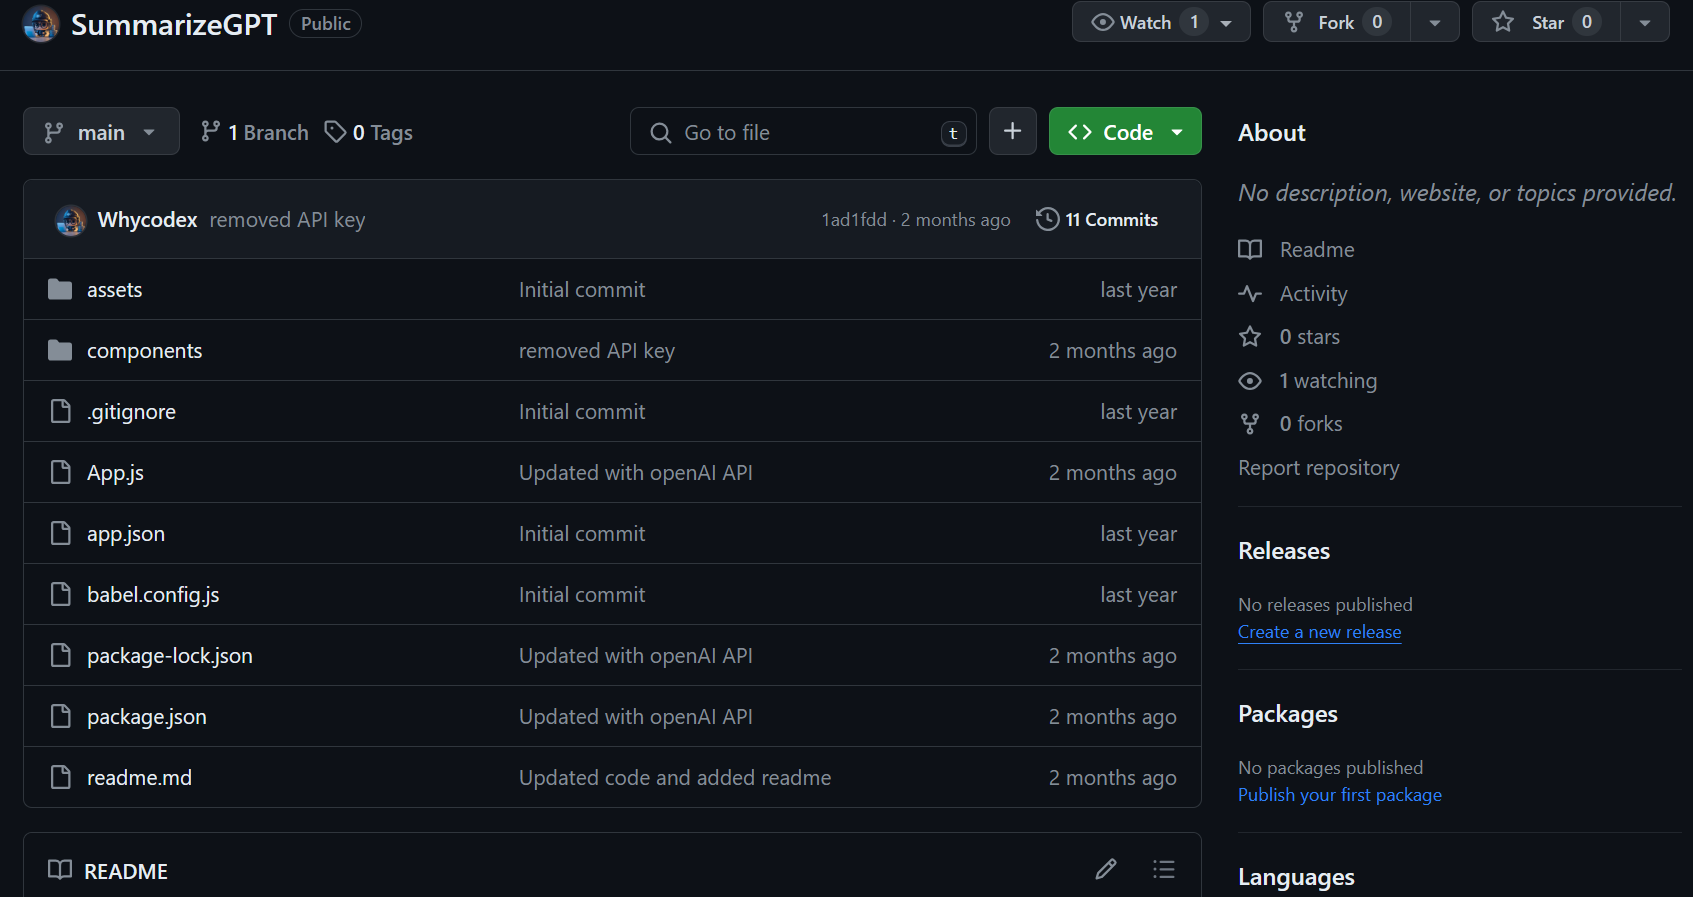 SummarizeGPT Public Watch 1 Fork 0 Star 0
main 1 Branch 0 Tags Go to file t + <> Code
Whycodex removed API key 1ad1fdd · 2 months ago 11 Commits
assets Initial commit last year
components removed API key 2 months ago
.gitignore Initial commit last year
App.js Updated with openAI API 2 months ago
app.json Initial commit last year
babel.config.js Initial commit last year
package-lock.json Updated with openAI API 2 months ago
package.json Updated with openAI API 2 months ago
readme.md Updated code and added readme 2 months ago
README
About
No description, website, or topics provided.
Readme
Activity
0 stars
1 watching
0 forks
Report repository
Releases
No releases published
Create a new release
Packages
No packages published
Publish your first package
Languages